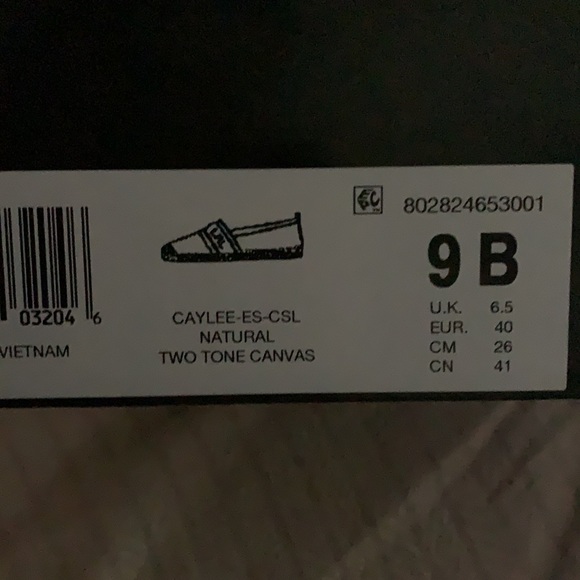 03204 6
VIETNAM
CAYLEE-ES-CSL
NATURAL
TWO TONE CANVAS
802824653001
9 B
U.K. 6.5
EUR. 40
CM 26
CN 41